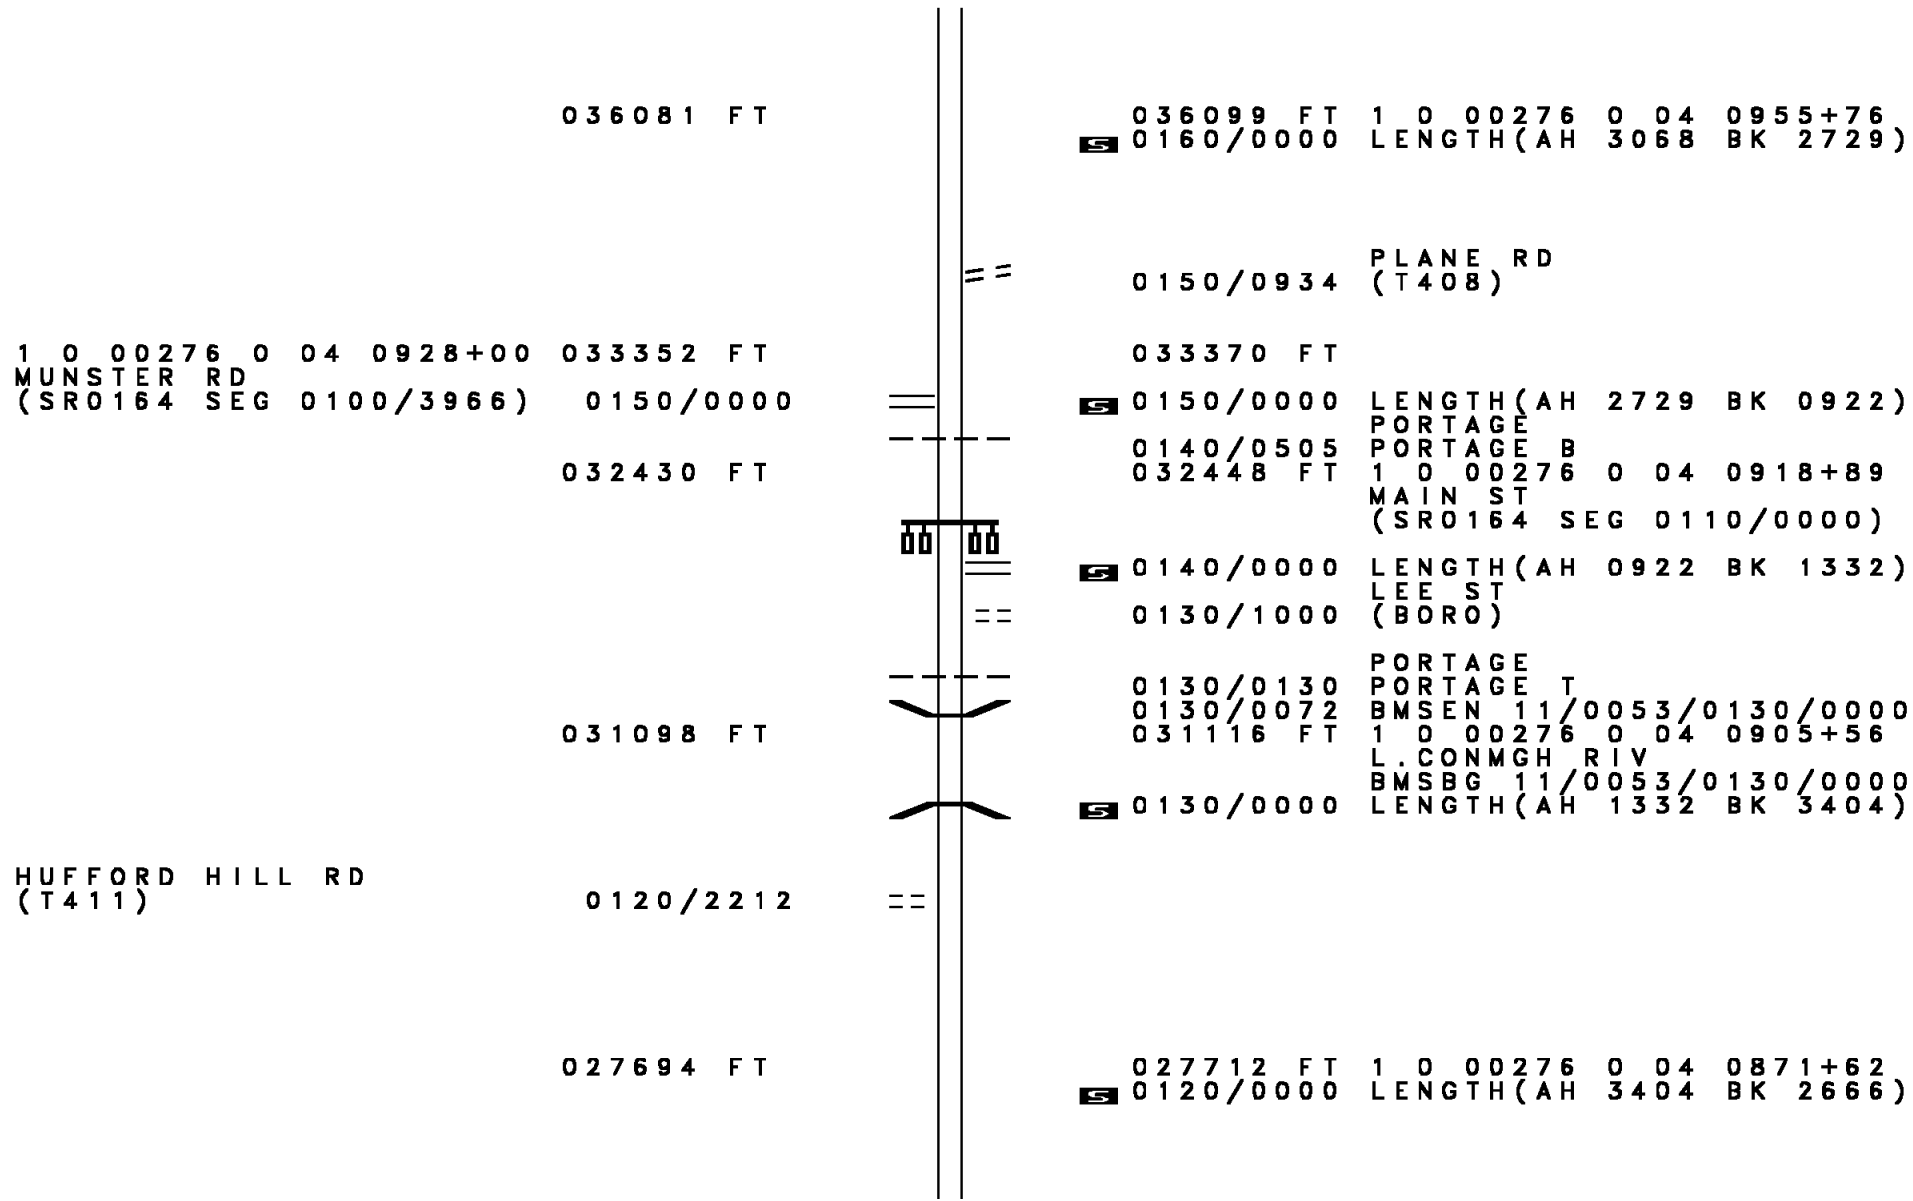 036081 FT 036099 FT 1 0 00276 0 04 0955+76
S 0160/0000 LENGTH(AH 3068 BK 2729)
PLANE RD
0150/0934 (T408)
1 0 00276 0 04 0928+00 033352 FT 033370 FT
MUNSTER RD
(SR0164 SEG 0100/3966) 0150/0000 S 0150/0000 LENGTH(AH 2729 BK 0922)
PORTAGE
0140/0505 PORTAGE B
032430 FT 032448 FT 1 0 00276 0 04 0918+89
MAIN ST
(SR0164 SEG 0110/0000)
S 0140/0000 LENGTH(AH 0922 BK 1332)
LEE ST
0130/1000 (BORO)
PORTAGE
0130/0130 PORTAGE T
0130/0072 BMSEN 11/0053/0130/0000
031098 FT 031116 FT 1 0 00276 0 04 0905+56
L.CONMGH RIV
BMSBG 11/0053/0130/0000
S 0130/0000 LENGTH(AH 1332 BK 3404)
HUFFORD HILL RD
(T411) 0120/2212
027694 FT 027712 FT 1 0 00276 0 04 0871+62
S 0120/0000 LENGTH(AH 3404 BK 2666)